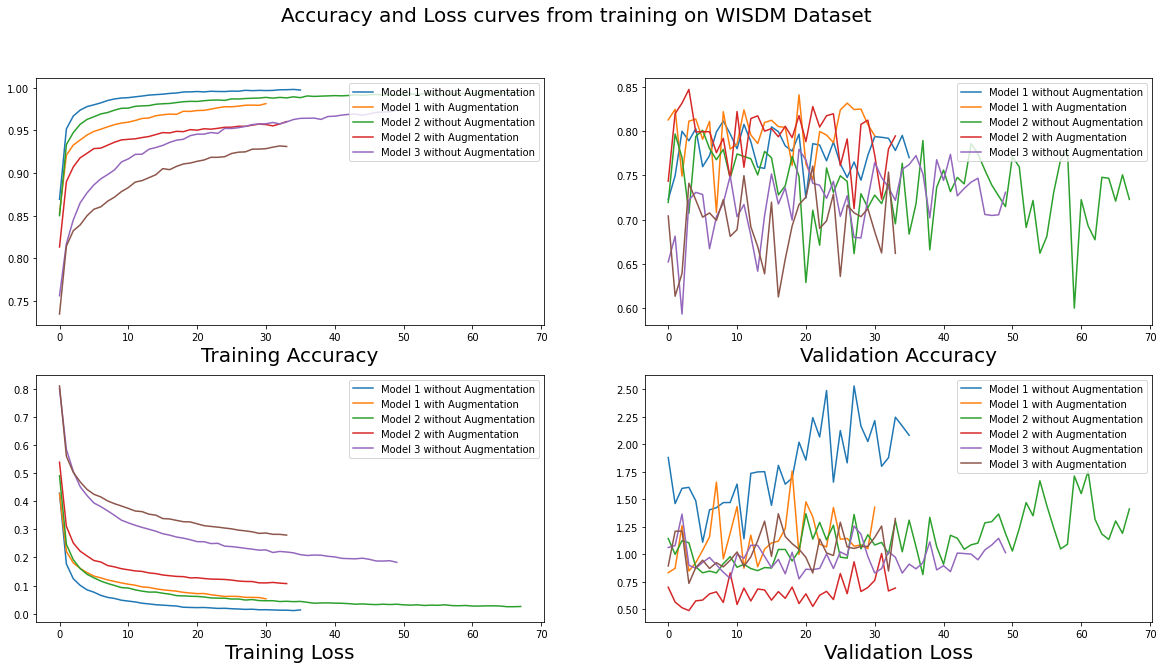 Accuracy and Loss curves from training on WISDM Dataset
1.00
0.95
0.90
0.85
0.80
0.75
0
10
20
30
40
50
60
70
Model 1 without Augmentation
Model 1 with Augmentation
Model 2 without Augmentation
Model 2 with Augmentation
Model 3 without Augmentation
Training Accuracy
0.85
0.80
0.75
0.70
0.65
0.60
0
10
20
30
40
50
60
70
Model 1 without Augmentation
Model 1 with Augmentation
Model 2 without Augmentation
Model 2 with Augmentation
Model 3 without Augmentation
Validation Accuracy
0.8
0.7
0.6
0.5
0.4
0.3
0.2
0.1
0.0
0
10
20
30
40
50
60
70
Model 1 without Augmentation
Model 1 with Augmentation
Model 2 without Augmentation
Model 2 with Augmentation
Model 3 without Augmentation
Training Loss
2.50
2.25
2.00
1.75
1.50
1.25
1.00
0.75
0.50
0
10
20
30
40
50
60
70
Model 1 without Augmentation
Model 1 with Augmentation
Model 2 without Augmentation
Model 2 with Augmentation
Model 3 without Augmentation
Model 3 with Augmentation
Validation Loss